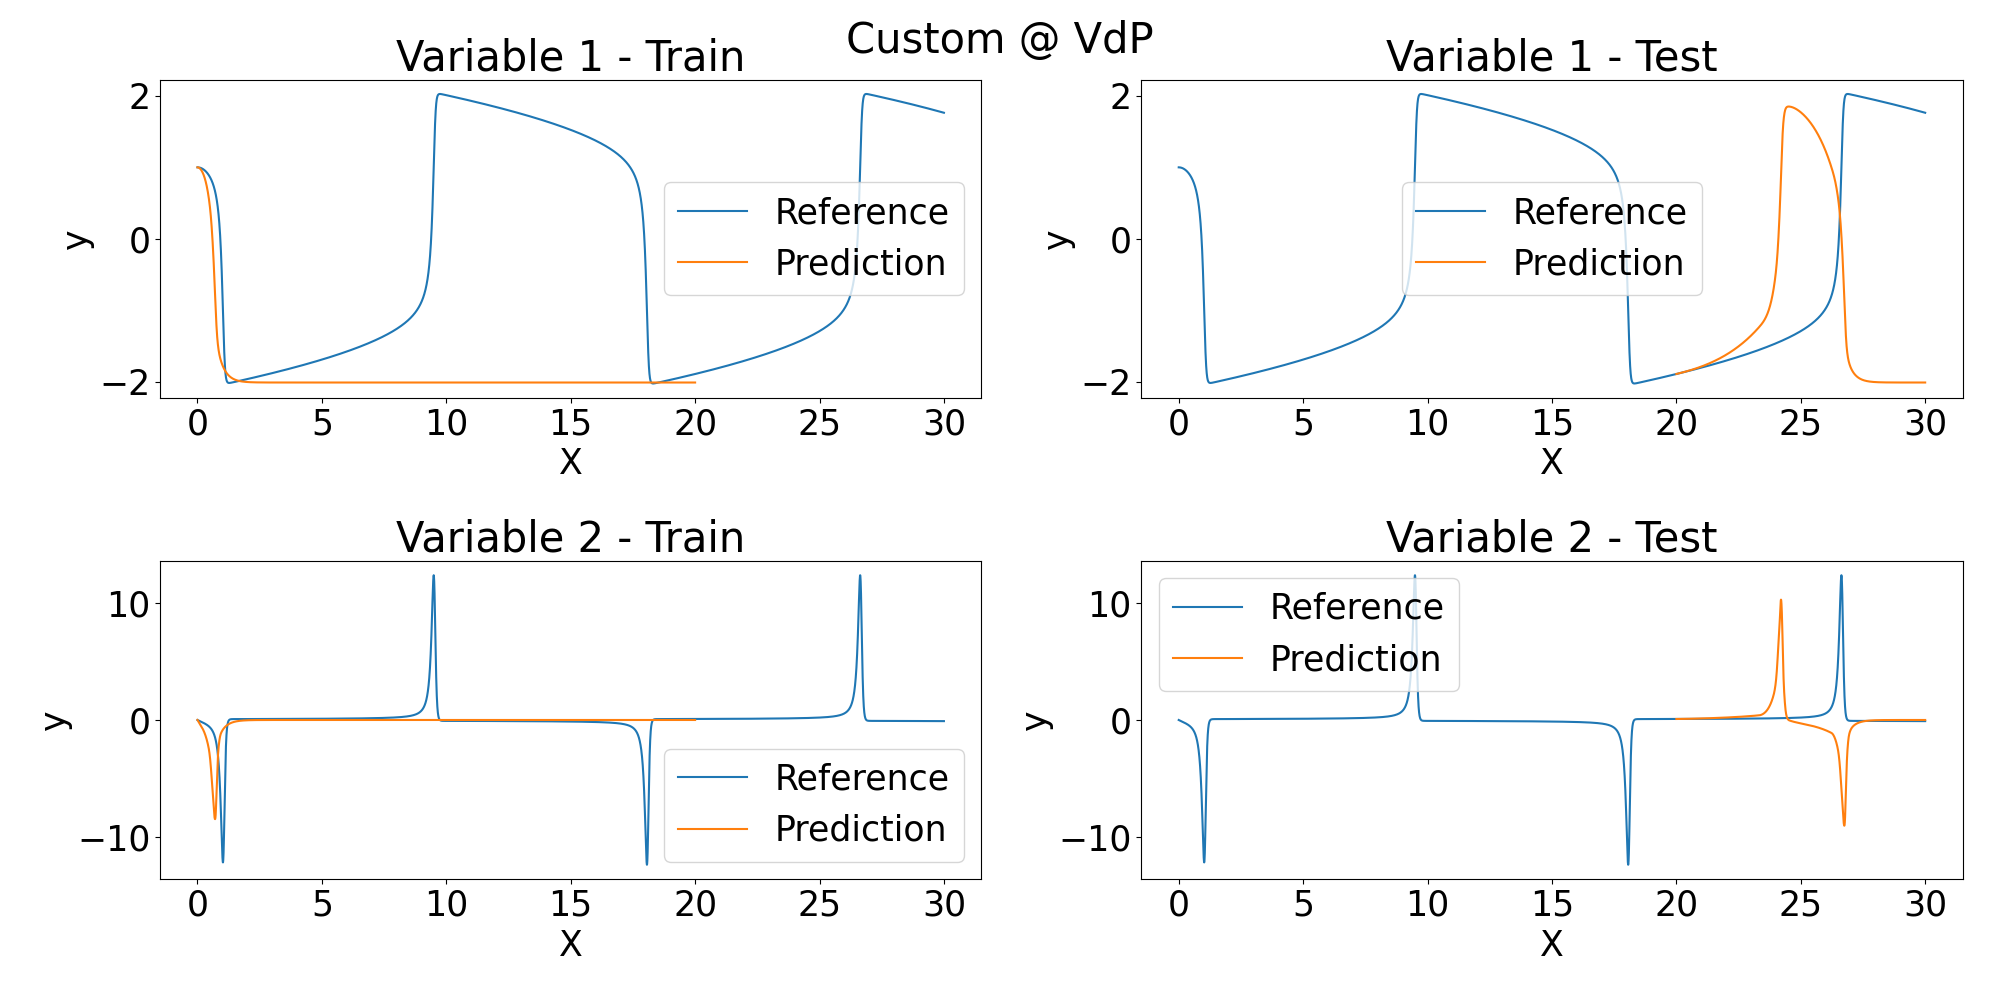 Custom @ VdP
Variable 1 - Train
2
0
−2
y
0 5 10 15 20 25 30
X
Reference
Prediction
Variable 1 - Test
2
0
−2
y
0 5 10 15 20 25 30
X
Reference
Prediction
Variable 2 - Train
10
0
−10
y
0 5 10 15 20 25 30
X
Reference
Prediction
Variable 2 - Test
10
0
−10
y
0 5 10 15 20 25 30
X
Reference
Prediction